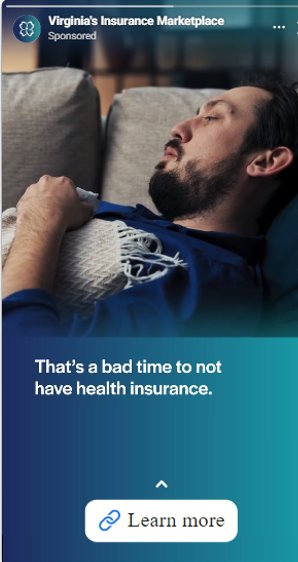 Virginia's Insurance Marketplace
Sponsored
That's a bad time to not
have health insurance.
Learn more